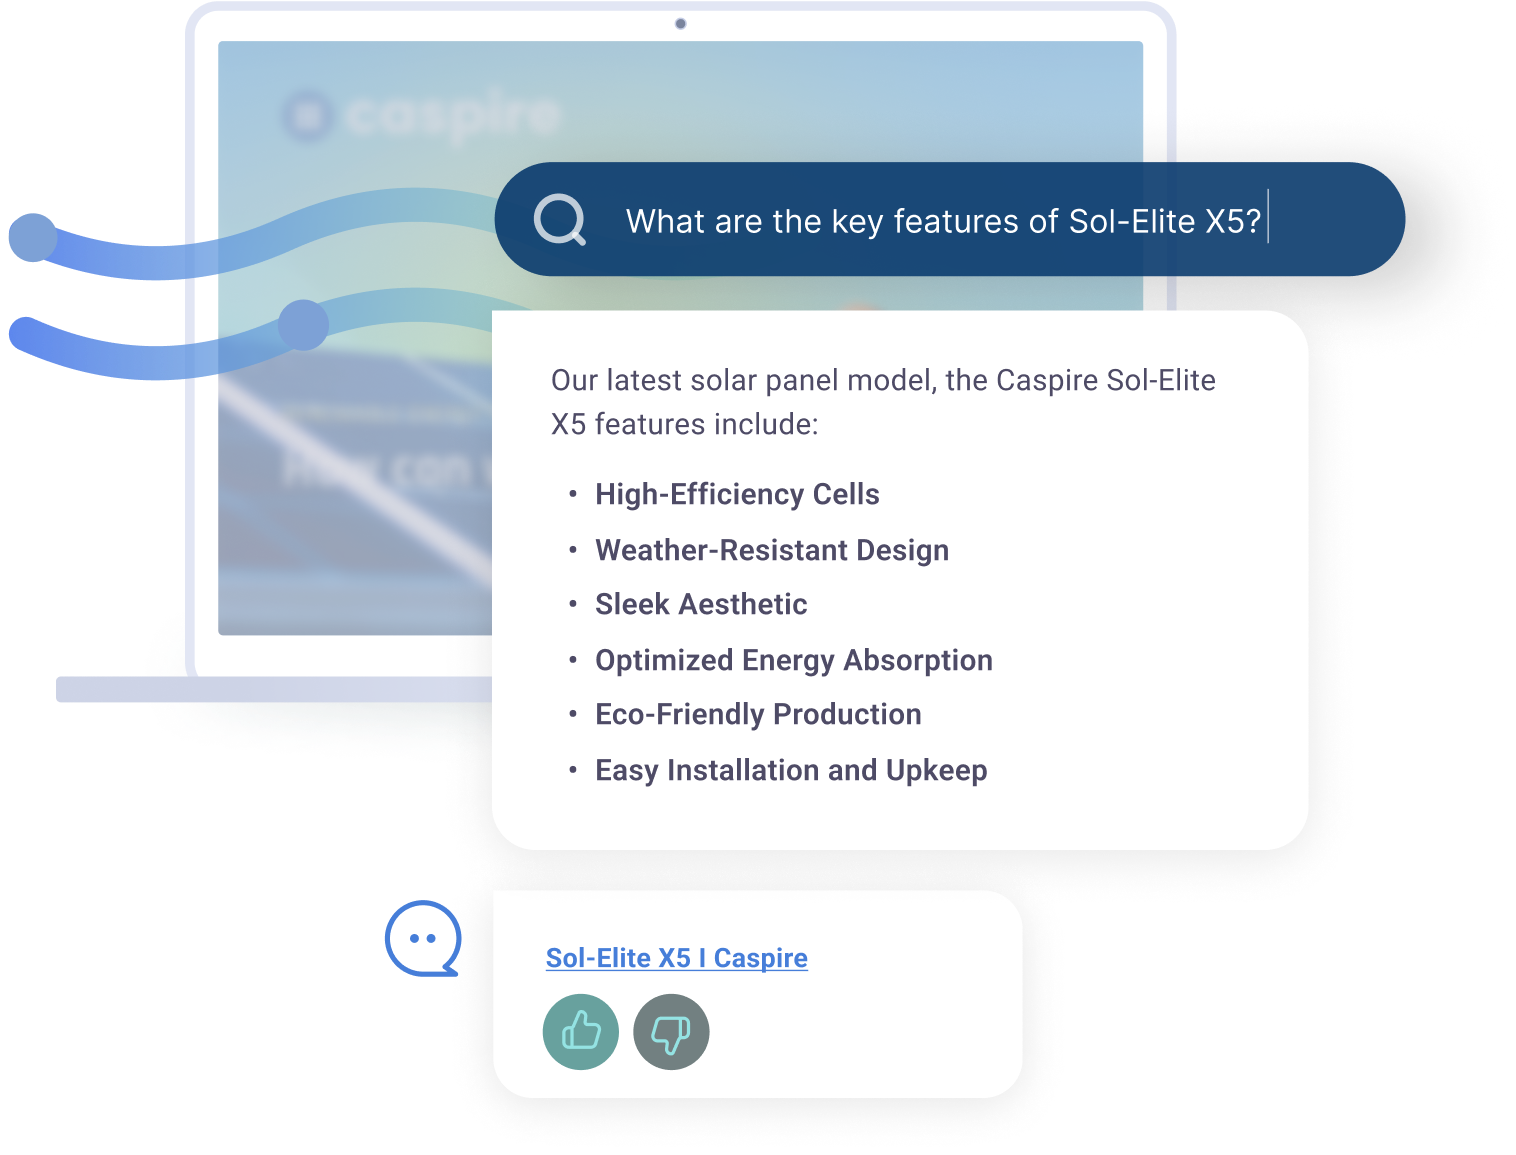 caspire
What are the key features of Sol-Elite X5?
How can
Our latest solar panel model, the Caspire Sol-Elite
X5 features include:
• High-Efficiency Cells
• Weather-Resistant Design
• Sleek Aesthetic
• Optimized Energy Absorption
• Eco-Friendly Production
• Easy Installation and Upkeep
Sol-Elite X5 I Caspire